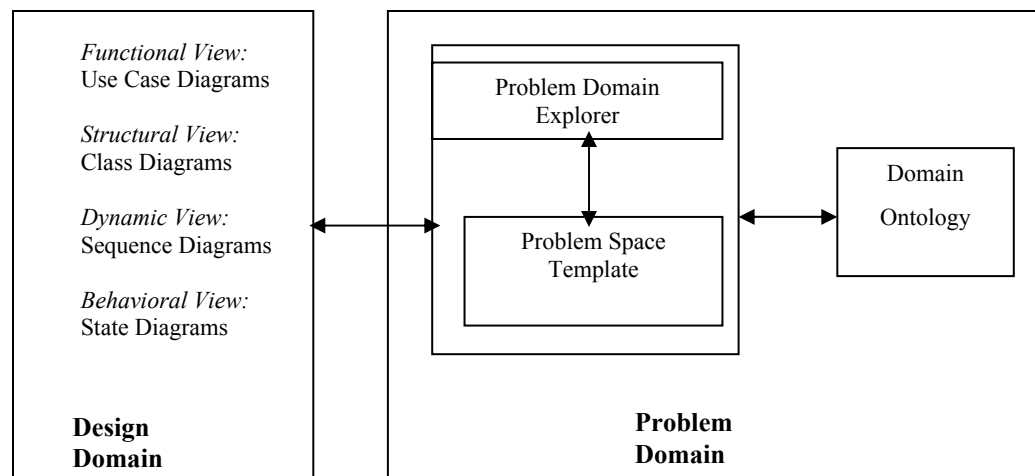 Functional View:
Use Case Diagrams
Structural View:
Class Diagrams
Dynamic View:
Sequence Diagrams
Behavioral View:
State Diagrams
Design
Domain
Problem Domain
Explorer
Problem Space
Template
Domain
Ontology
Problem
Domain